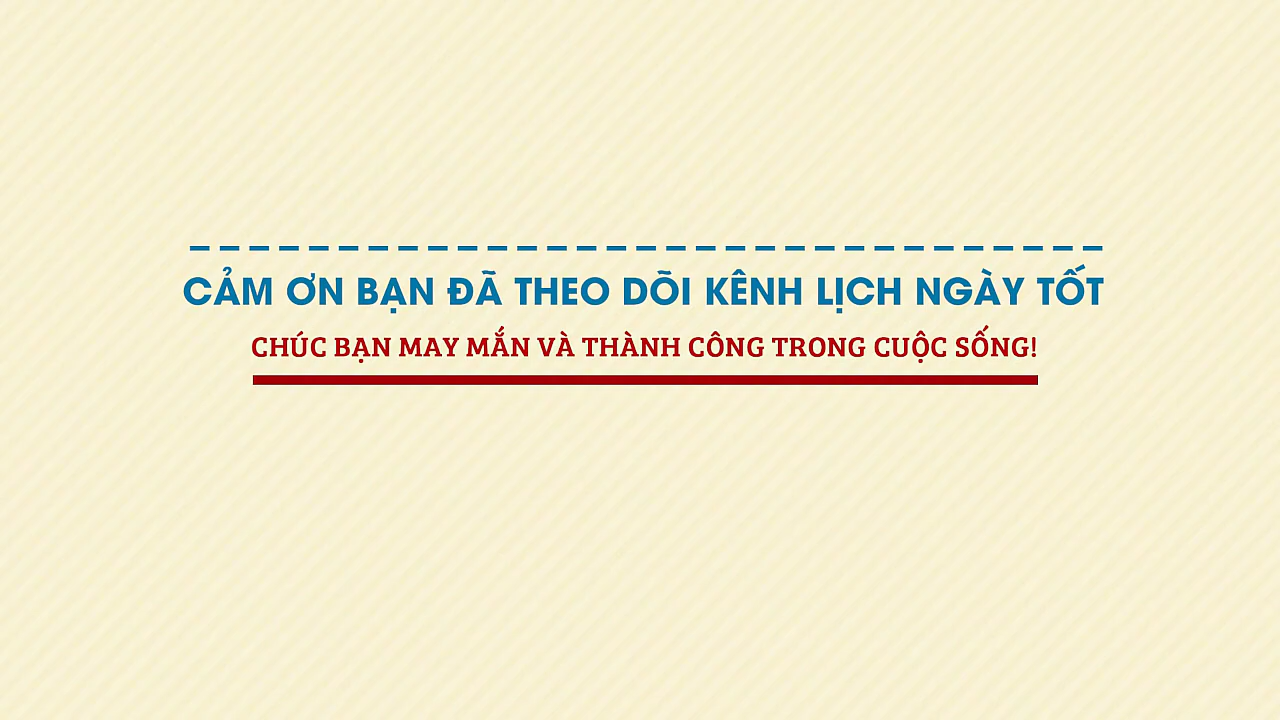 CẢM ƠN BẠN ĐÃ THEO DÕI KÊNH LỊCH NGÀY TỐT
CHÚC BẠN MAY MẮN VÀ THÀNH CÔNG TRONG CUỘC SỐNG!